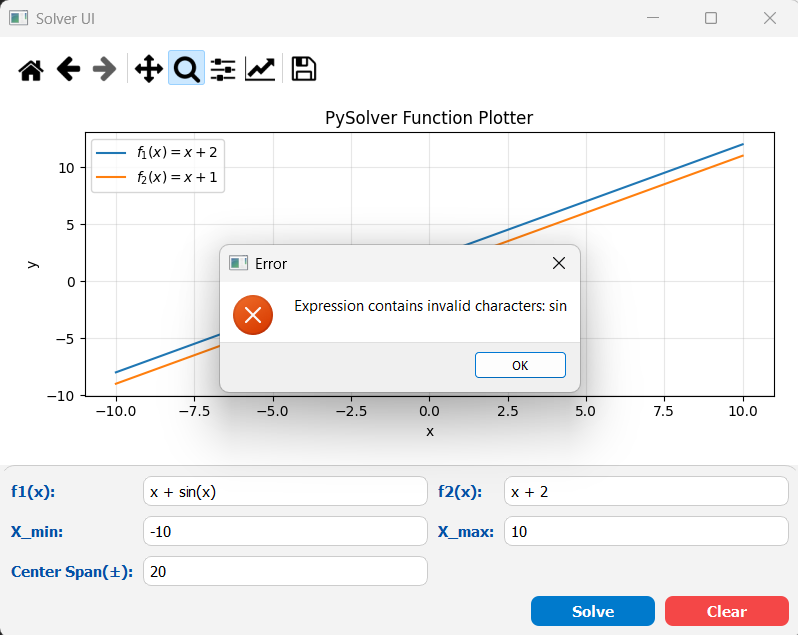 Solver UI
PySolver Function Plotter
f₁(x) = x + 2
f₂(x) = x + 1
10
5
0
−5
−10
y
−10.0 −7.5 −5.0 −2.5 0.0 2.5 5.0 7.5 10.0
x
Error
Expression contains invalid characters: sin
OK
f1(x): x + sin(x) f2(x): x + 2
X_min: -10 X_max: 10
Center Span(±): 20
Solve Clear